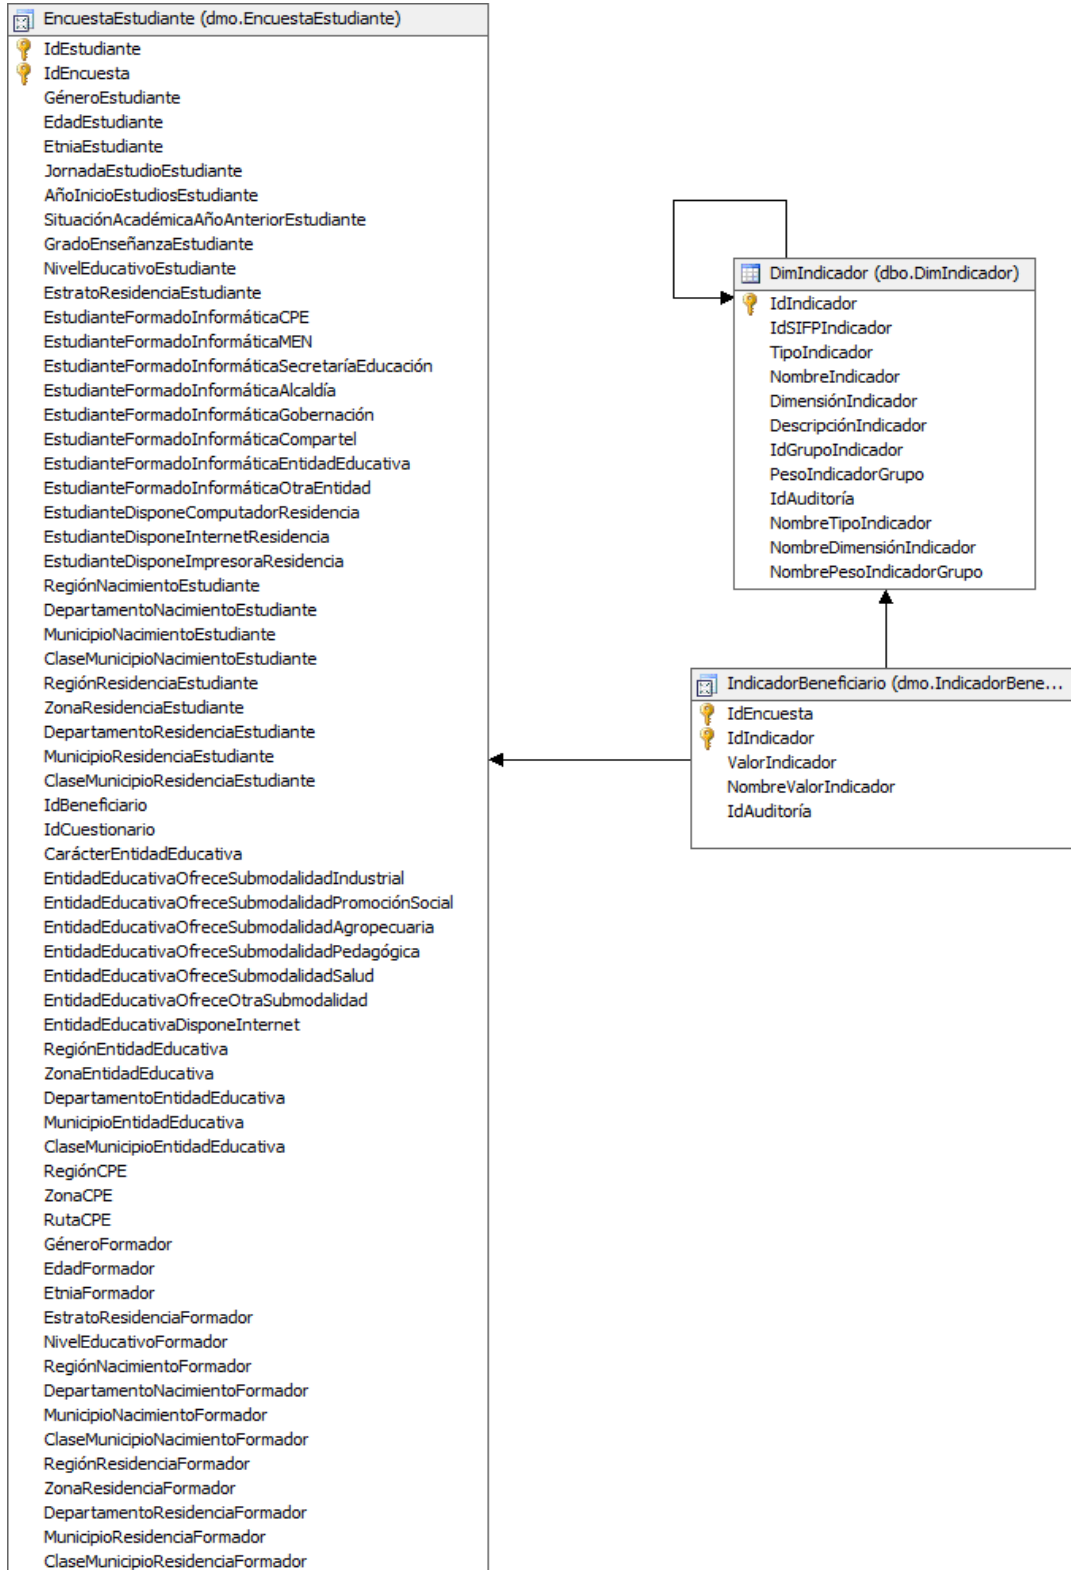 EncuestaEstudiante (dmo.EncuestaEstudiante)
IdEstudiante
IdEncuesta
GéneroEstudiante
EdadEstudiante
EtniaEstudiante
JornadaEstudioEstudiante
AñoInicioEstudiosEstudiante
SituaciónAcadémicaAñoAnteriorEstudiante
GradoEnseñanzaEstudiante
NivelEducativoEstudiante
EstratoResidenciaEstudiante
EstudianteFormadoInformáticaCPE
EstudianteFormadoInformáticaMEN
EstudianteFormadoInformáticaSecretaríaEducación
EstudianteFormadoInformáticaAlcaldía
EstudianteFormadoInformáticaGobernación
EstudianteFormadoInformáticaCompartel
EstudianteFormadoInformáticaEntidadEducativa
EstudianteFormadoInformáticaOtraEntidad
EstudianteDisponeComputadorResidencia
EstudianteDisponeInternetResidencia
EstudianteDisponeImpresoraResidencia
RegiónNacimientoEstudiante
DepartamentoNacimientoEstudiante
MunicipioNacimientoEstudiante
ClaseMunicipioNacimientoEstudiante
RegiónResidenciaEstudiante
ZonaResidenciaEstudiante
DepartamentoResidenciaEstudiante
MunicipioResidenciaEstudiante
ClaseMunicipioResidenciaEstudiante
IdBeneficiario
IdCuestionario
CarácterEntidadEducativa
EntidadEducativaOfreceSubmodalidadIndustrial
EntidadEducativaOfreceSubmodalidadPromociónSocial
EntidadEducativaOfreceSubmodalidadAgropecuaria
EntidadEducativaOfreceSubmodalidadPedagógica
EntidadEducativaOfreceSubmodalidadSalud
EntidadEducativaOfreceOtraSubmodalidad
EntidadEducativaDisponeInternet
RegiónEntidadEducativa
ZonaEntidadEducativa
DepartamentoEntidadEducativa
MunicipioEntidadEducativa
ClaseMunicipioEntidadEducativa
RegiónCPE
ZonaCPE
RutaCPE
GéneroFormador
EdadFormador
EtniaFormador
EstratoResidenciaFormador
NivelEducativoFormador
RegiónNacimientoFormador
DepartamentoNacimientoFormador
MunicipioNacimientoFormador
ClaseMunicipioNacimientoFormador
RegiónResidenciaFormador
ZonaResidenciaFormador
DepartamentoResidenciaFormador
MunicipioResidenciaFormador
ClaseMunicipioResidenciaFormador
DimIndicador (dbo.DimIndicador)
IdIndicador
IdSIFPIndicador
TipoIndicador
NombreIndicador
DimensiónIndicador
DescripciónIndicador
IdGrupoIndicador
PesoIndicadorGrupo
IdAuditoría
NombreTipoIndicador
NombreDimensiónIndicador
NombrePesoIndicadorGrupo
IndicadorBeneficiario (dmo.IndicadorBene...
IdEncuesta
IdIndicador
ValorIndicador
NombreValorIndicador
IdAuditoría